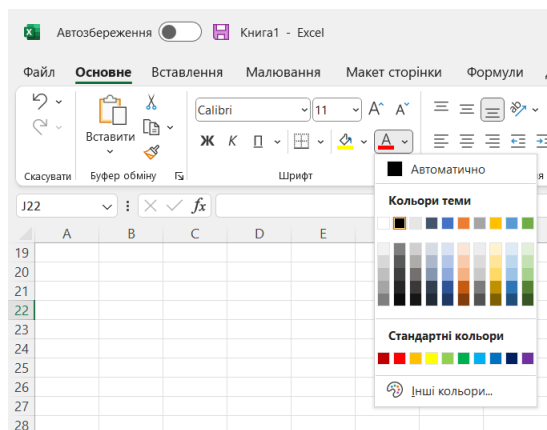 Автозбереження Книга1 - Excel
Файл Основне Вставлення Малювання Макет сторінки Формули
Вставити Calibri 11 А^ А˅
Ж К П А
Скасувати Буфер обміну Шрифт
Автоматично
J22 fx
Кольори теми
A B C D E
19
20
21
22
23
24
Стандартні кольори
25
26
Інші кольори...
27
28